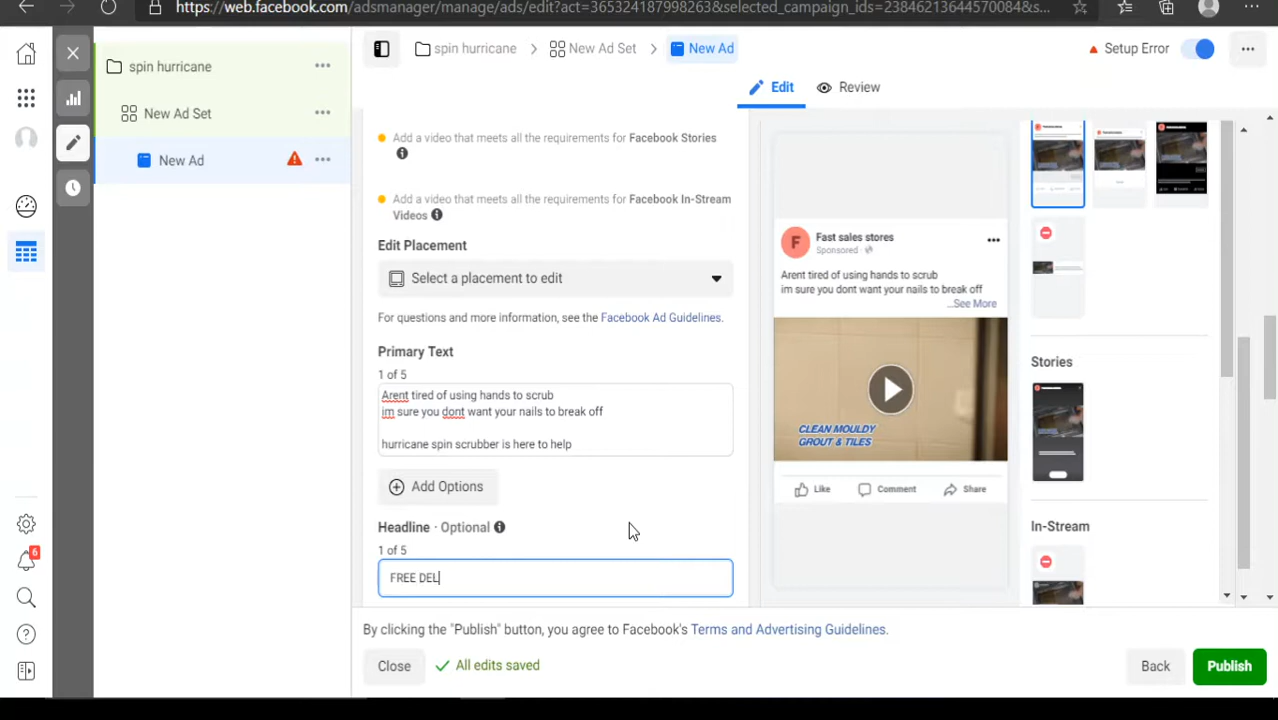 https://web.facebook.com/adsmanager/manage/ads/edit?act=365324187998263&selected_campaign_ids=23846213644570084&s...
spin hurricane
New Ad Set
New Ad
spin hurricane > New Ad Set > New Ad
Setup Error
Edit
Review
Add a video that meets all the requirements for Facebook Stories
Add a video that meets all the requirements for Facebook In-Stream
Videos
Edit Placement
Select a placement to edit
For questions and more information, see the Facebook Ad Guidelines.
Primary Text
1 of 5
Arent tired of using hands to scrub
im sure you dont want your nails to break off
hurricane spin scrubber is here to help
Add Options
Headline · Optional
1 of 5
FREE DEL
F
Fast sales stores
Sponsored ·
Arent tired of using hands to scrub
im sure you dont want your nails to break off
...See More
CLEAN MOULDY
GROUT & TILES
Like
Comment
Share
Stories
In-Stream
6
By clicking the "Publish" button, you agree to Facebook's Terms and Advertising Guidelines.
Close
All edits saved
Back
Publish